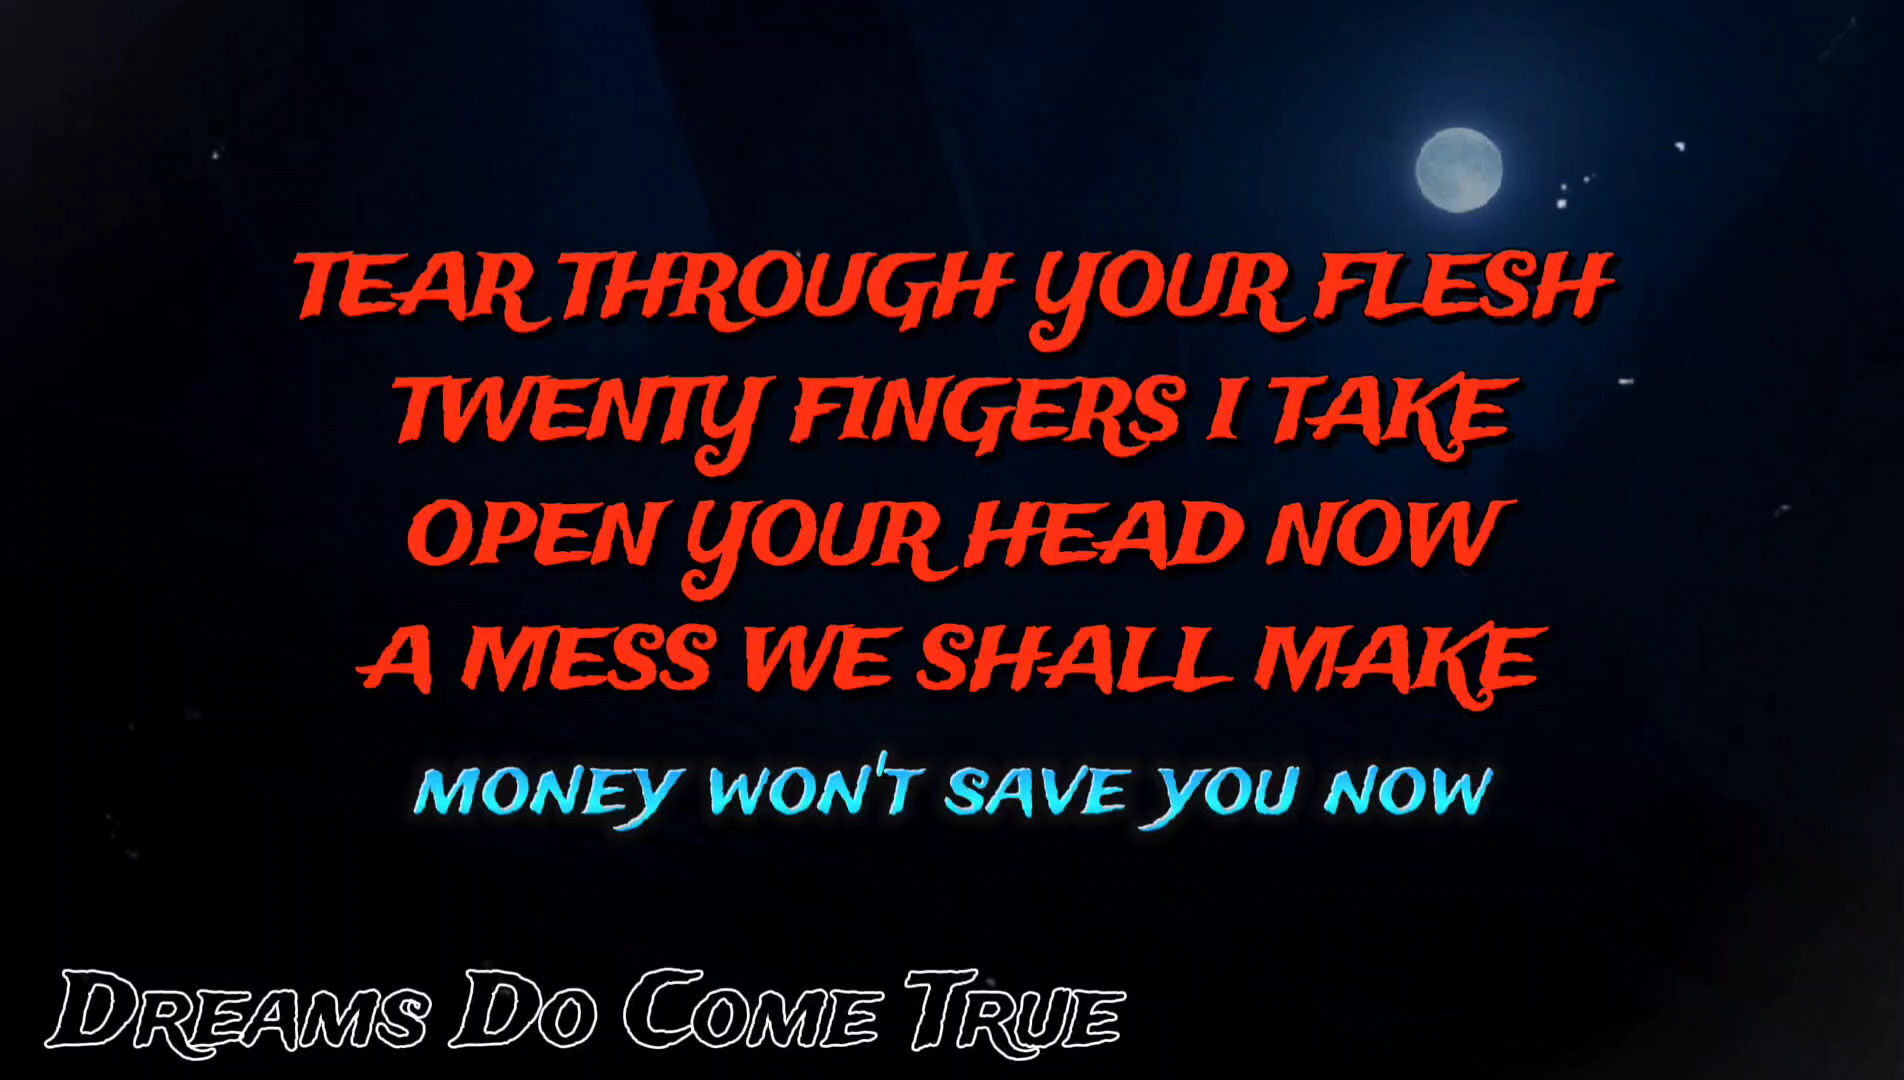 TEAR THROUGH YOUR FLESH
TWENTY FINGERS I TAKE
OPEN YOUR HEAD NOW
A MESS WE SHALL MAKE
MONEY WON'T SAVE YOU NOW
DREAMS DO COME TRUE